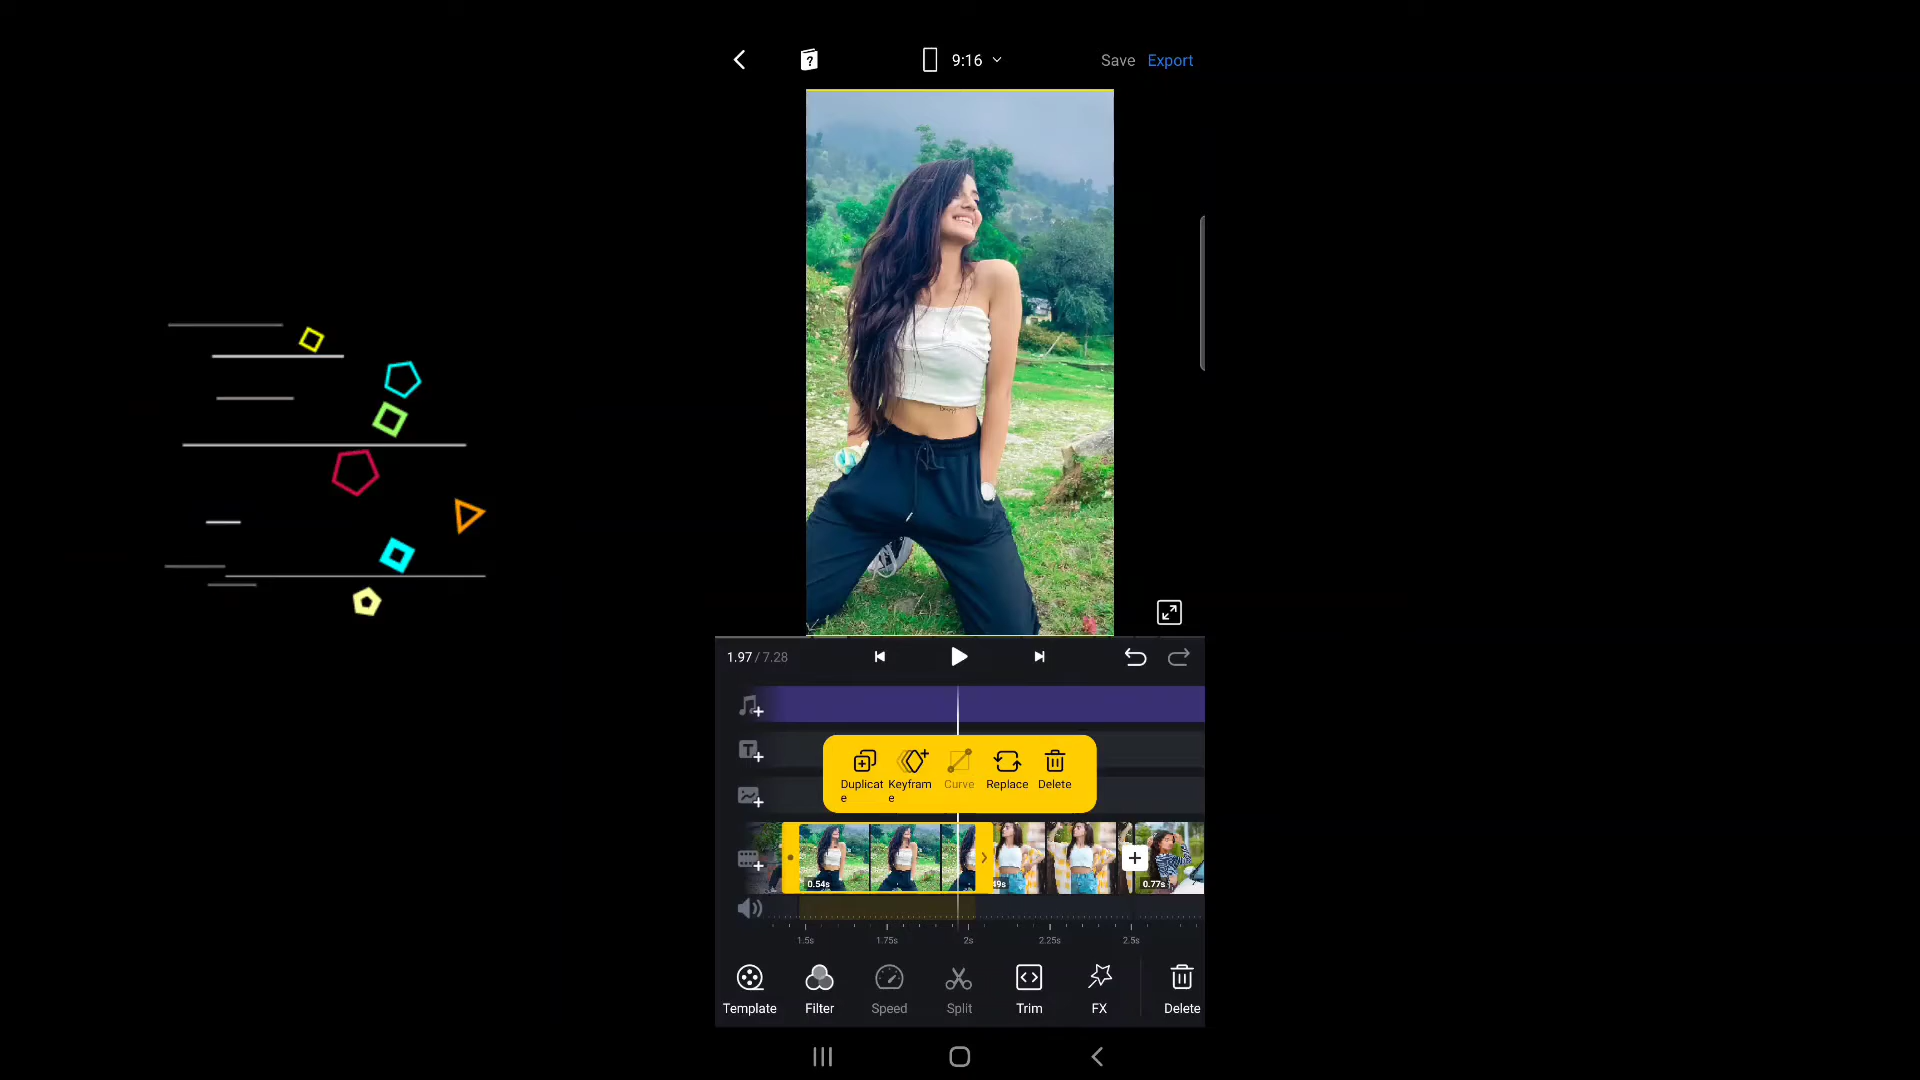 9:16
Save
Export
1.97 / 7.28
Duplicat
e
Keyfram
e
Curve
Replace
Delete
0.54s
49s
0.77s
1.5s
1.75s
2s
2.25s
2.5s
Template
Filter
Speed
Split
Trim
FX
Delete